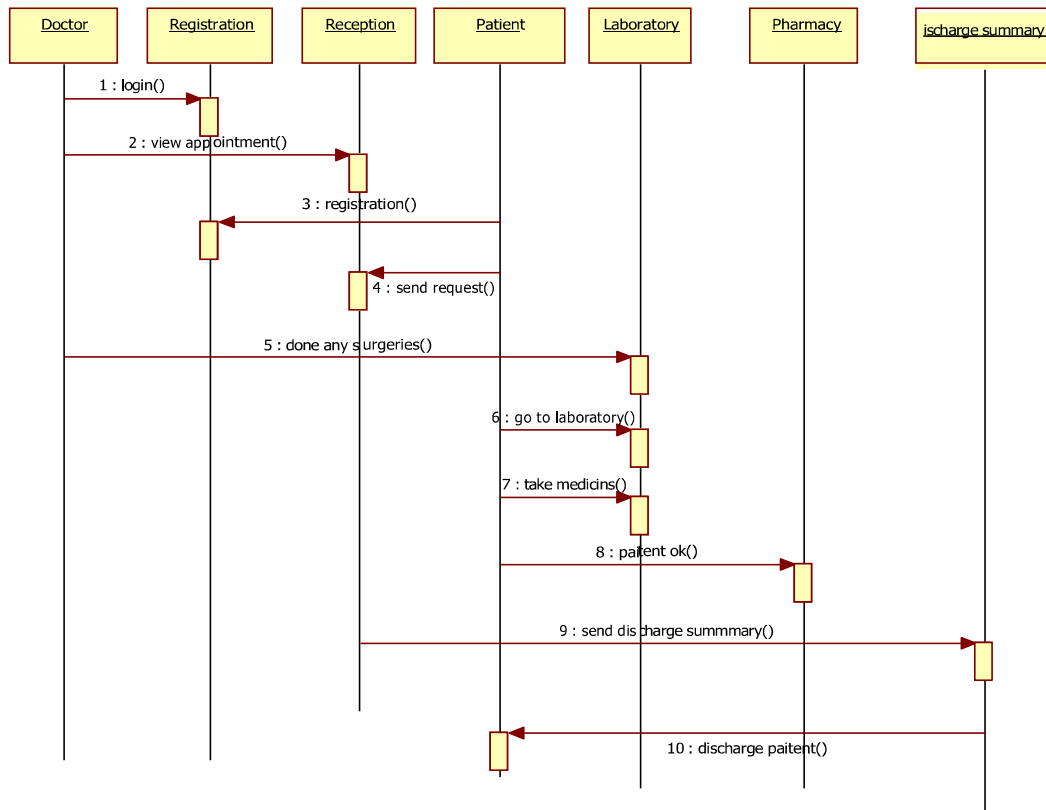 Doctor
Registration
Reception
Patient
Laboratory
Pharmacy
ischarge summary
1 : login()
2 : view appointment()
3 : registration()
4 : send request()
5 : done any surgeries()
6 : go to laboratory()
7 : take medicins()
8 : paitent ok()
9 : send discharge summmary()
10 : discharge paitent()